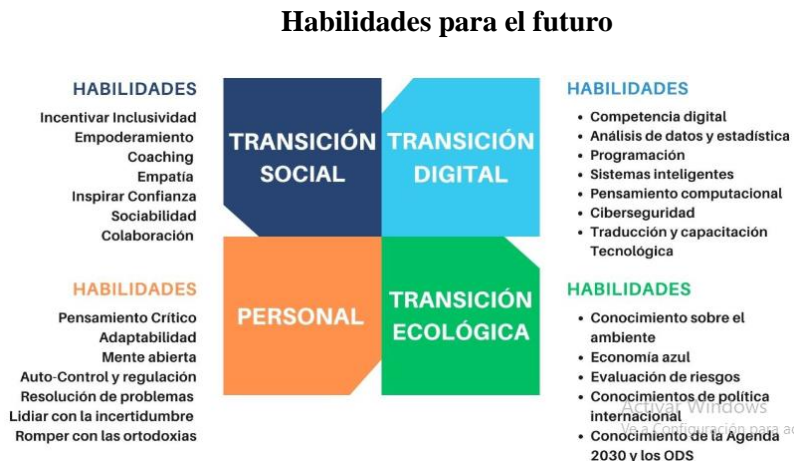 Habilidades para el futuro
HABILIDADES
Incentivar Inclusividad
Empoderamiento
Coaching
Empatía
Inspirar Confianza
Sociabilidad
Colaboración
TRANSICIÓN
SOCIAL
TRANSICIÓN
DIGITAL
HABILIDADES
• Competencia digital
• Análisis de datos y estadística
• Programación
• Sistemas inteligentes
• Pensamiento computacional
• Ciberseguridad
• Traducción y capacitación
Tecnológica
HABILIDADES
Pensamiento Crítico
Adaptabilidad
Mente abierta
Auto-Control y regulación
Resolución de problemas
Lidiar con la incertidumbre
Romper con las ortodoxias
PERSONAL
TRANSICIÓN
ECOLÓGICA
HABILIDADES
• Conocimiento sobre el
ambiente
• Economía azul
• Evaluación de riesgos
• Conocimientos de política
internacional
• Conocimiento de la Agenda
2030 y los ODS
Activar Windows
Ve a Configuración para ac